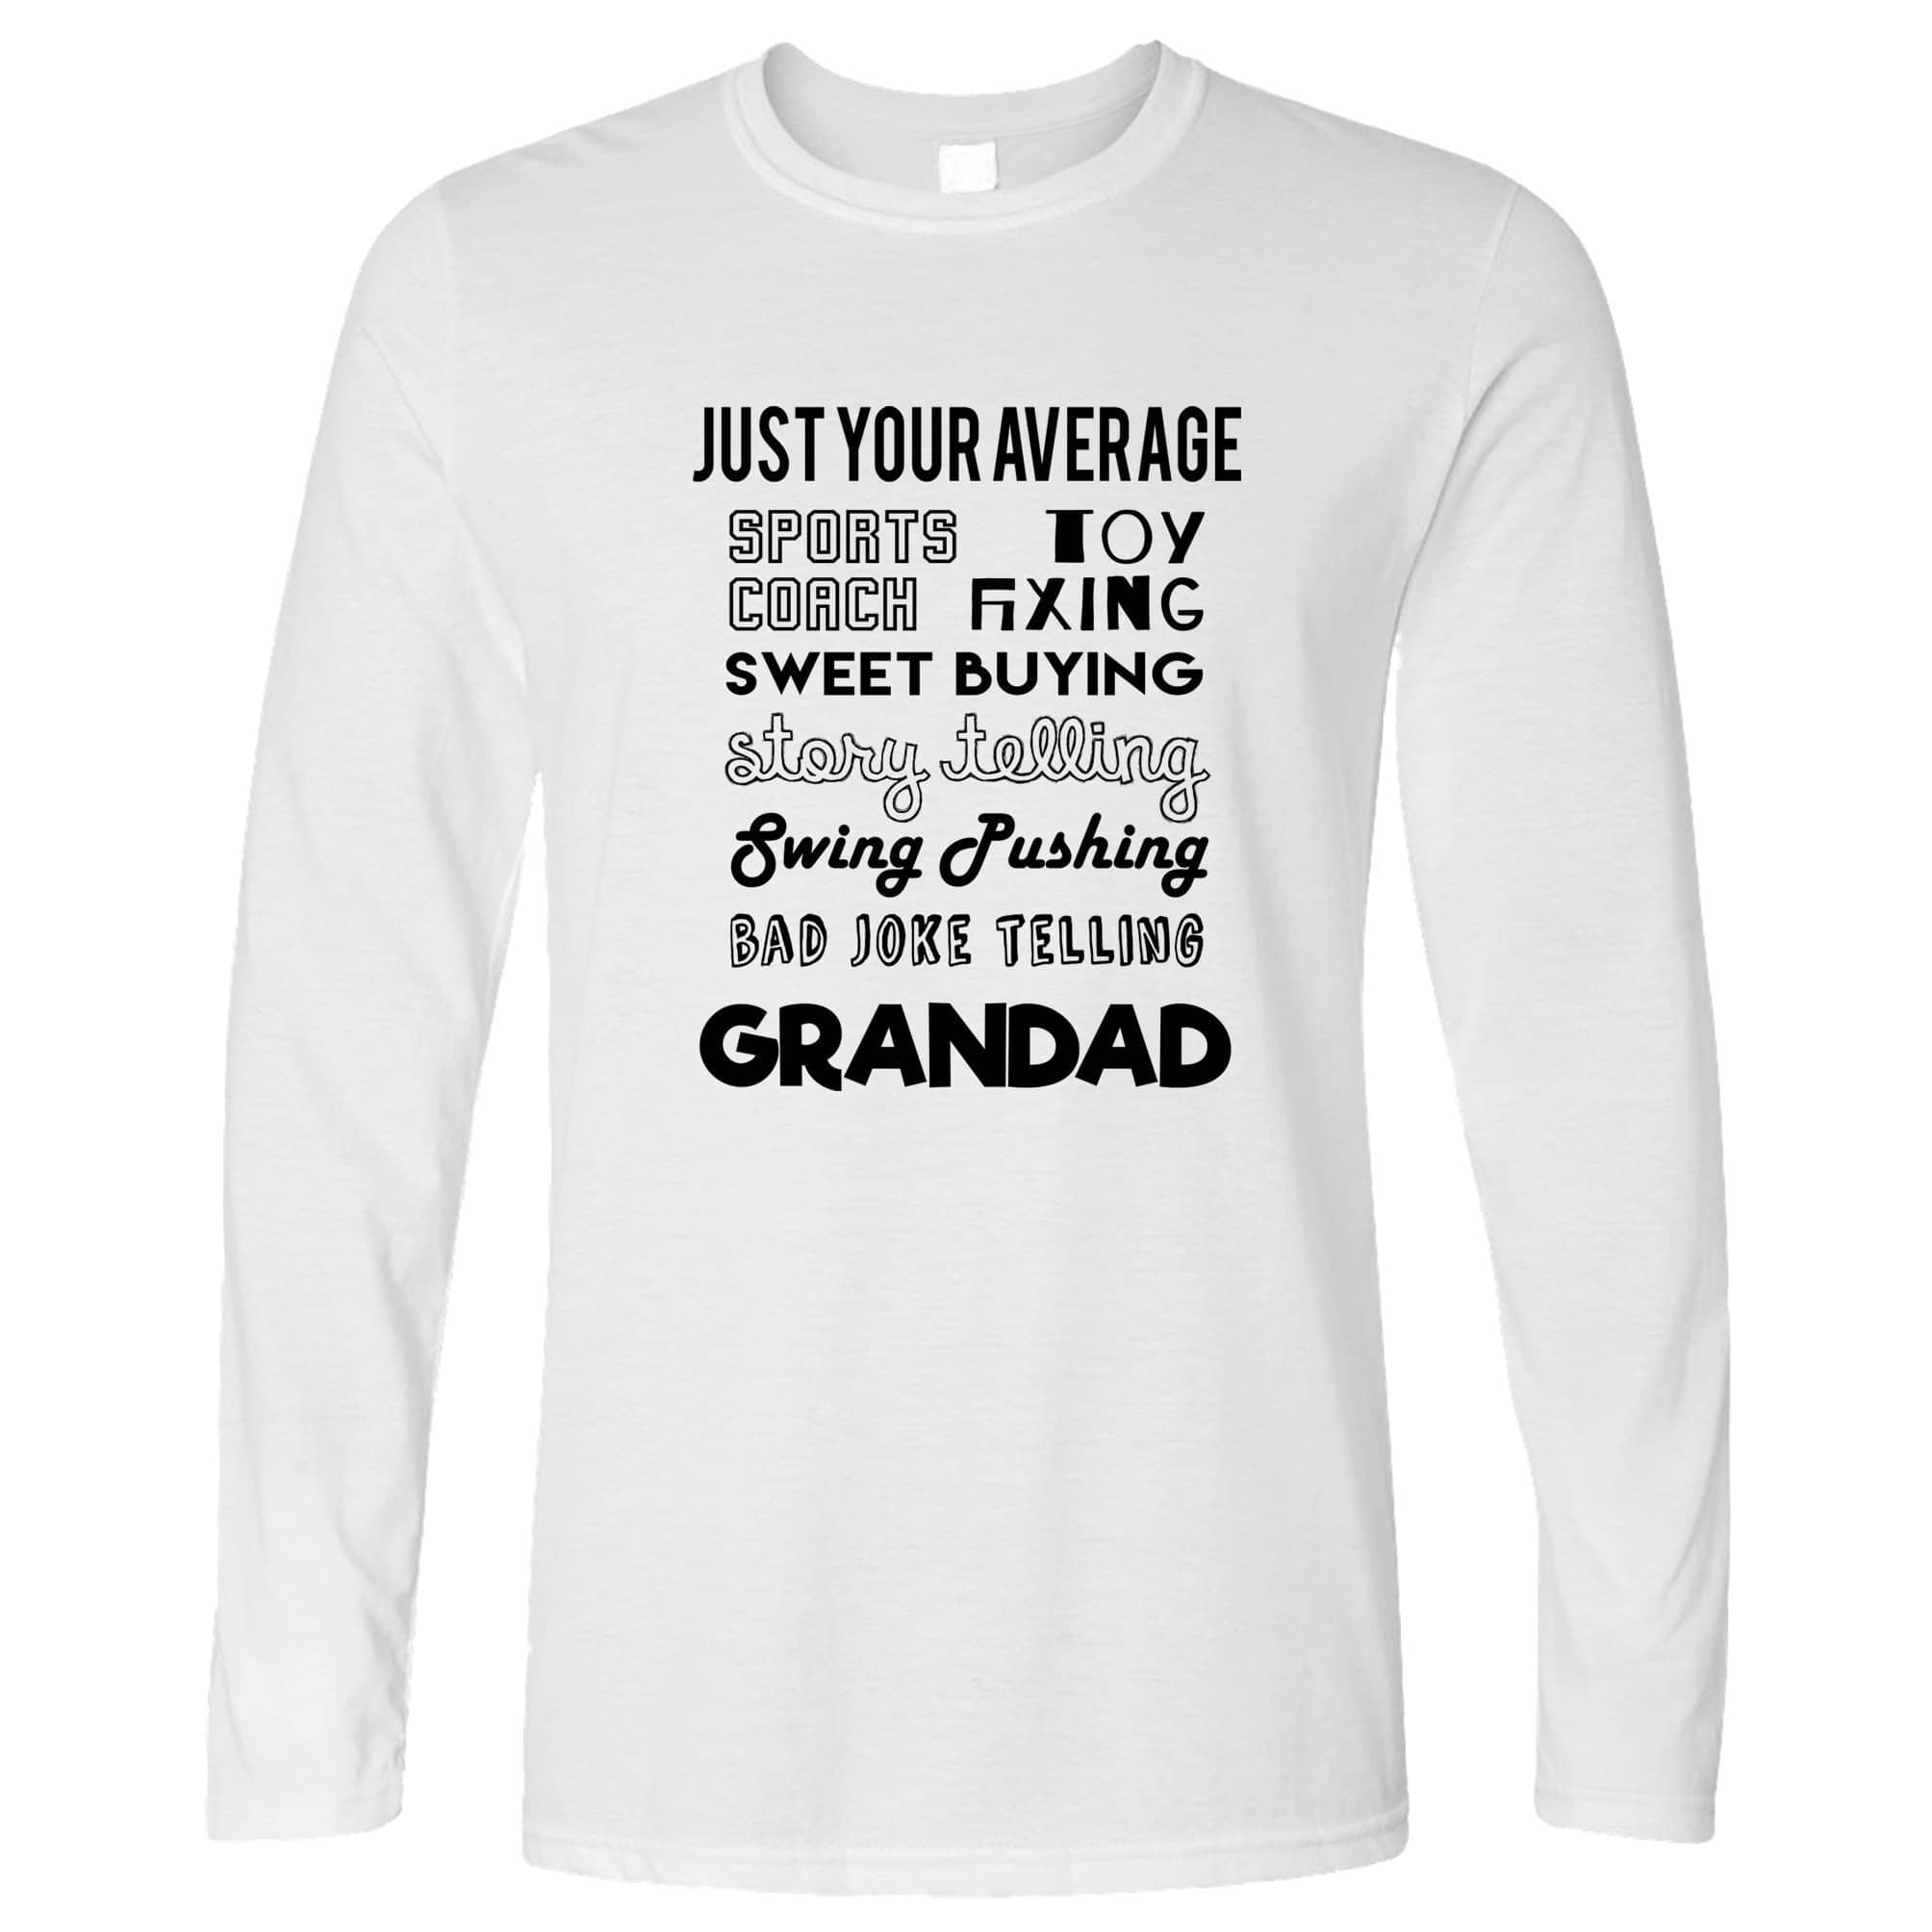 JUST YOUR AVERAGE
SPORTS TOY
COACH FIXING
SWEET BUYING
story telling
Swing Pushing
BAD JOKE TELLING
GRANDAD